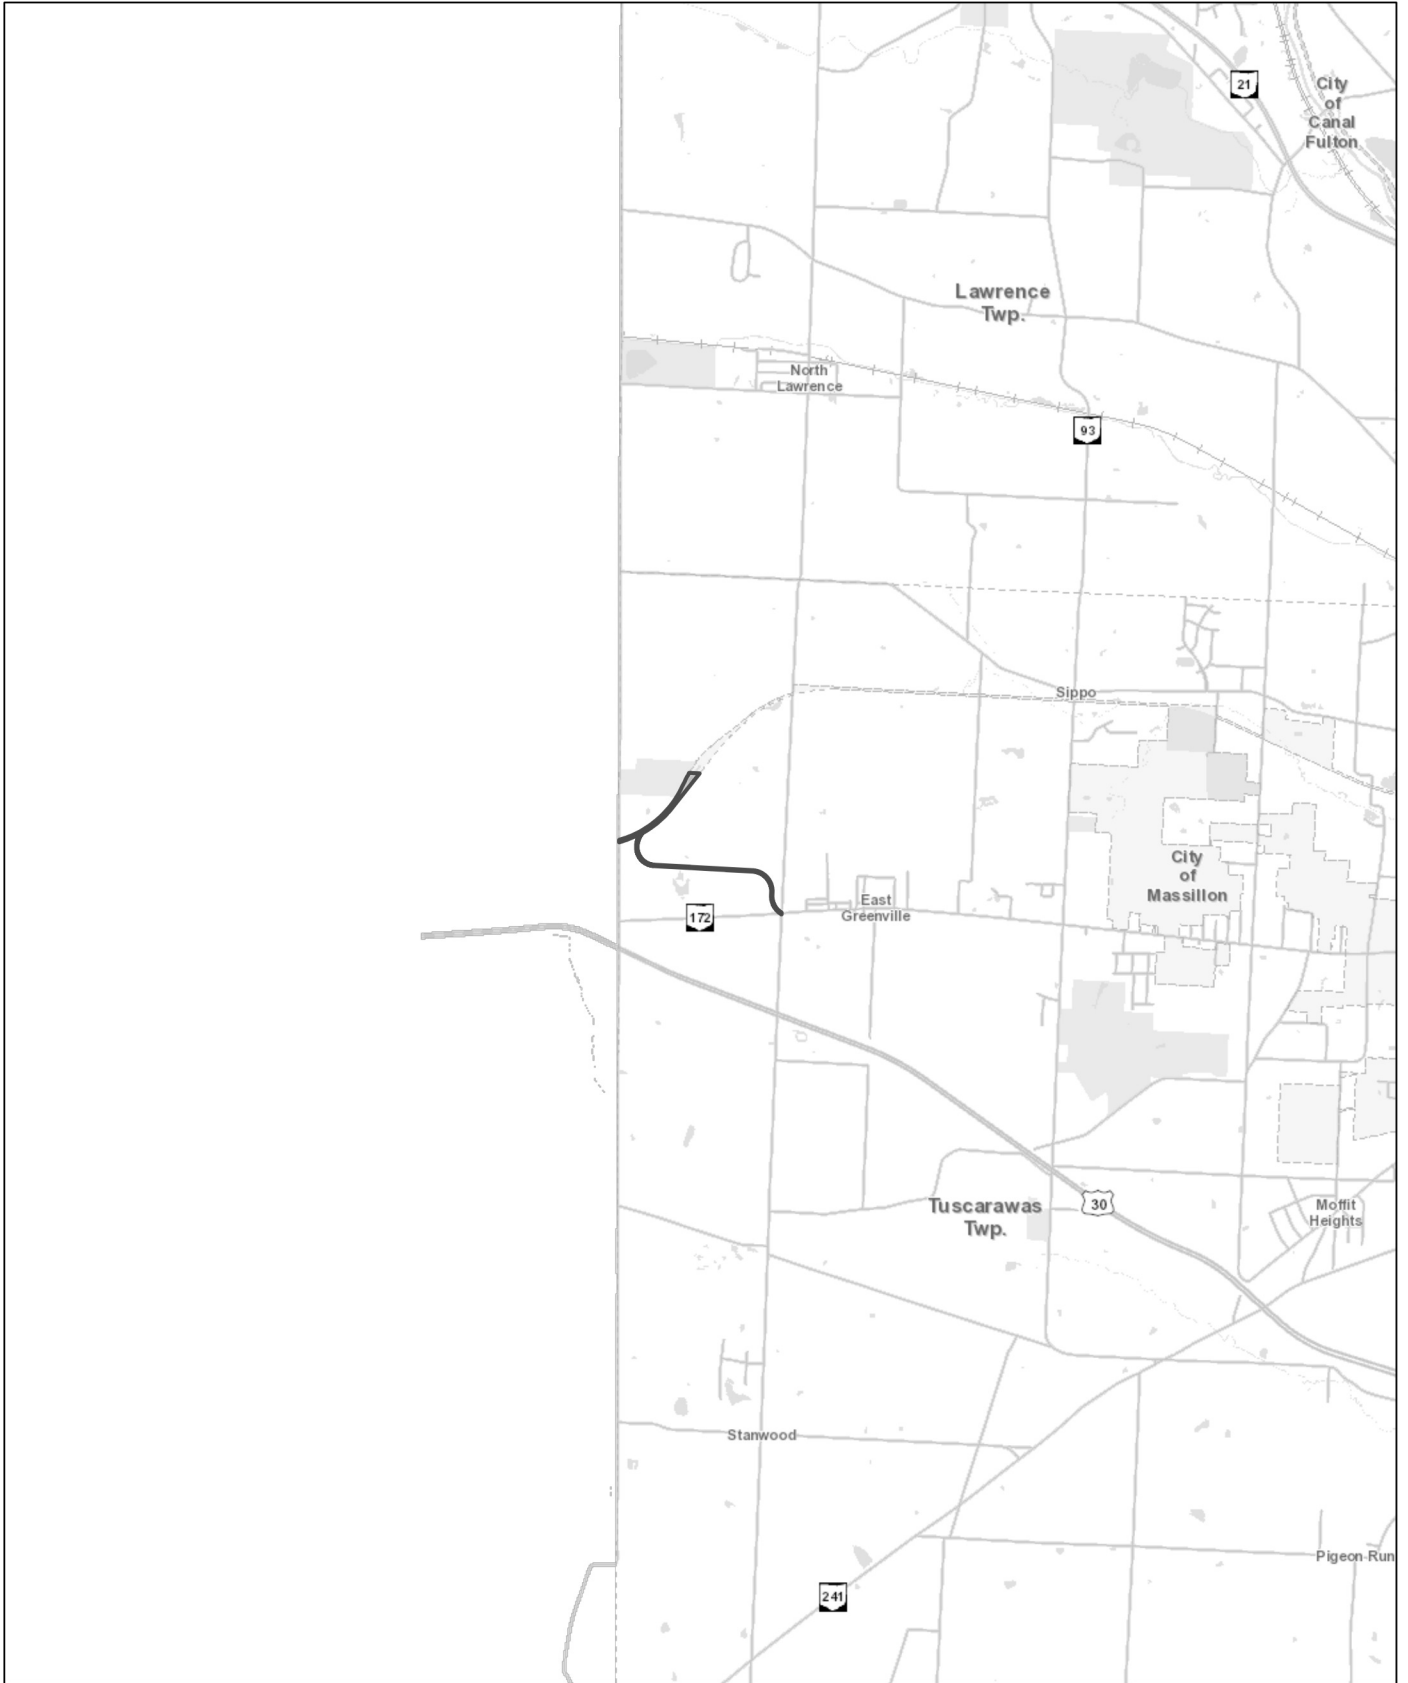 21
City
of
Canal
Fulton
Lawrence
Twp.
North
Lawrence
93
Sippo
City
of
Massillon
East
Greenville
172
Tuscarawas
Twp.
30
Moffit
Heights
Stanwood
Pigeon Run
241